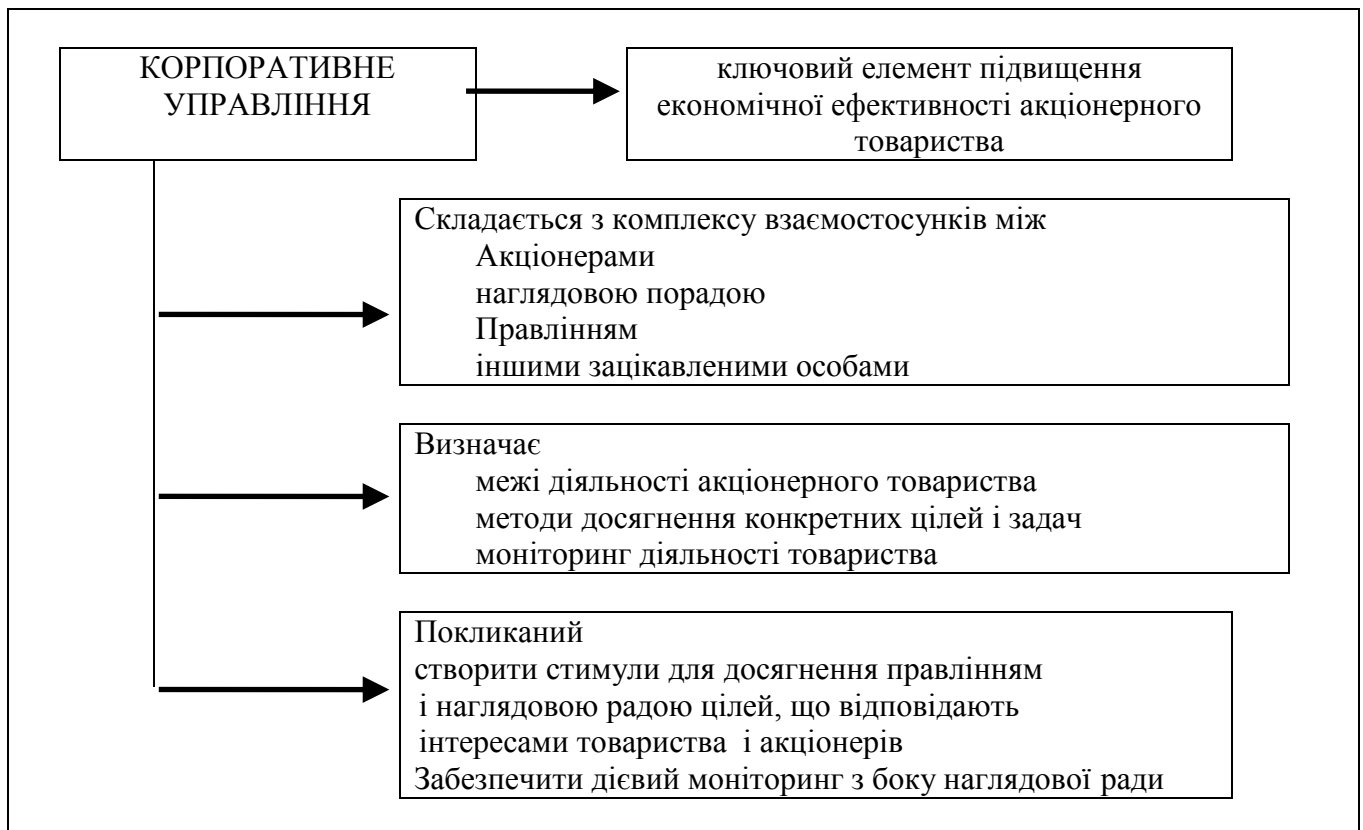 КОРПОРАТИВНЕ
УПРАВЛІННЯ
ключовий елемент підвищення
економічної ефективності акціонерного
товариства
Складається з комплексу взаємостосунків між
Акціонерами
наглядовою порадою
Правлінням
іншими зацікавленими особами
Визначає
межі діяльності акціонерного товариства
методи досягнення конкретних цілей і задач
моніторинг діяльності товариства
Покликаний
створити стимули для досягнення правлінням
і наглядовою радою цілей, що відповідають
інтересами товариства і акціонерів
Забезпечити дієвий моніторинг з боку наглядової ради